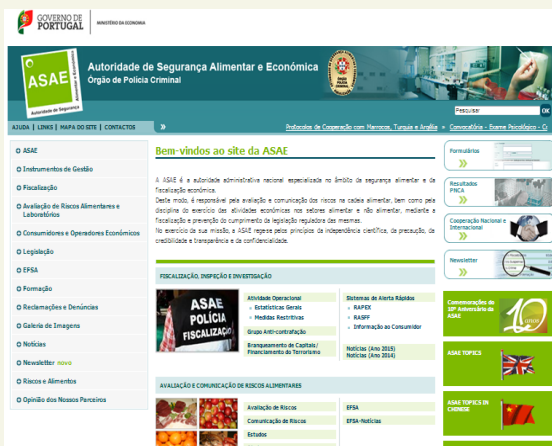 GOVERNO DE
PORTUGAL
MINISTÉRIO DA ECONOMIA
ASAE
Autoridade de Segurança
Alimentar e Económica
Autoridade de Segurança Alimentar e Económica
Órgão de Polícia Criminal
Pesquisar
OK
AJUDA | LINKS | MAPA DO SITE | CONTACTOS
»
Protocolos de Cooperação com Marrocos, Turquia e Argélia » Convocatória - Exame Psicológico - C
ASAE
Instrumentos de Gestão
Fiscalização
Avaliação de Riscos Alimentares e
Laboratórios
Consumidores e Operadores Económicos
Legislação
EFSA
Formação
Reclamações e Denúncias
Galeria de Imagens
Notícias
Newsletter novo
Riscos e Alimentos
Opinião dos Nossos Parceiros
Bem-vindos ao site da ASAE
A ASAE é a autoridade administrativa nacional especializada no âmbito da segurança alimentar e da
fiscalização económica.
Deste modo, é responsável pela avaliação e comunicação dos riscos na cadeia alimentar, bem como pela
disciplina do exercício das atividades económicas nos setores alimentar e não alimentar, mediante a
fiscalização e prevenção do cumprimento da legislação reguladora das mesmas.
No exercício da sua missão, a ASAE rege-se pelos princípios da independência científica, da precaução, da
credibilidade e transparência e da confidencialidade.
FISCALIZAÇÃO, INSPEÇÃO E INVESTIGAÇÃO
ASAE
POLÍCIA
FISCALIZAÇÃO
Atividade Operacional
Estatísticas Gerais
Medidas Restritivas
Grupo Anti-contrafação
Branqueamento de Capitais/
Financiamento do Terrorismo
Sistemas de Alerta Rápidos
RAPEX
RASFF
Informação ao Consumidor
Notícias (Ano 2015)
Notícias (Ano 2014)
AVALIAÇÃO E COMUNICAÇÃO DE RISCOS ALIMENTARES
Avaliação de Riscos
Comunicação de Riscos
Estudos
EFSA
EFSA-Notícias
Formulários
»
Resultados
PNCA
»
Cooperação Nacional e
Internacional
»
Newsletter
»
Comemorações do
10º Aniversário da
ASAE
10 anos
ASAE TOPICS
ASAE TOPICS IN
CHINESE